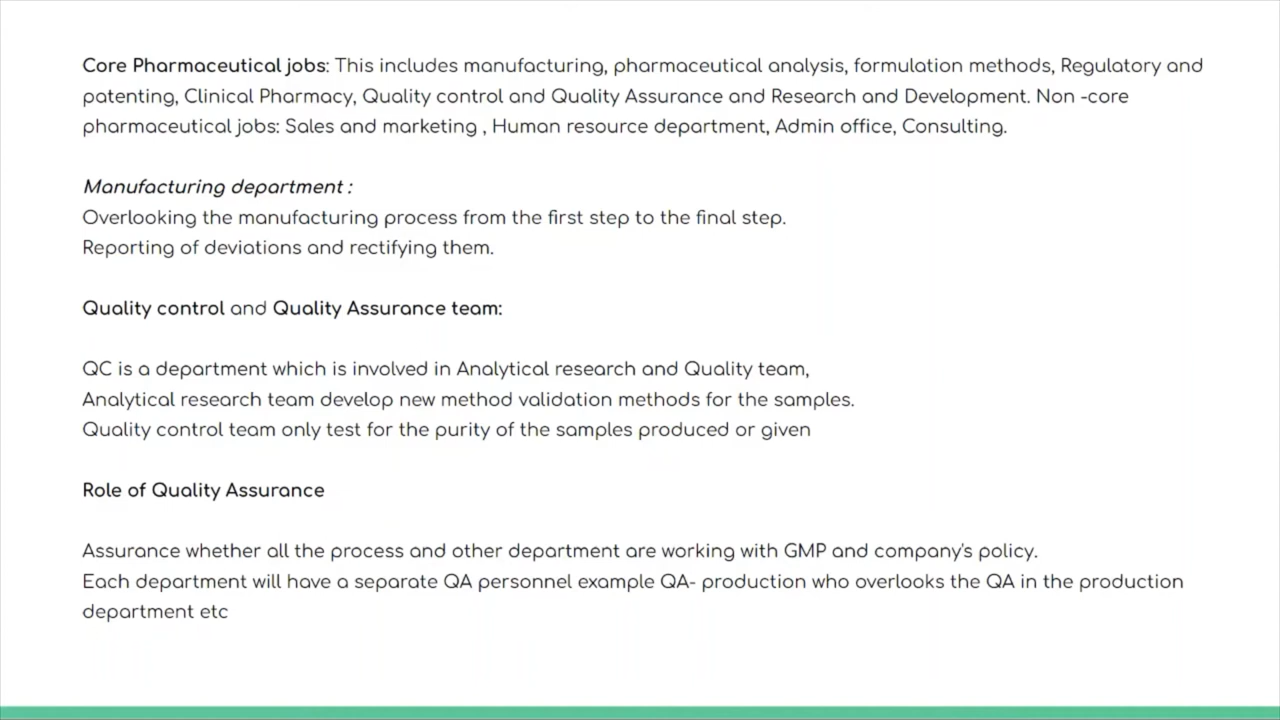 Core Pharmaceutical jobs: This includes manufacturing, pharmaceutical analysis, formulation methods, Regulatory and
patenting, Clinical Pharmacy, Quality control and Quality Assurance and Research and Development. Non -core
pharmaceutical jobs: Sales and marketing , Human resource department, Admin office, Consulting.
Manufacturing department :
Overlooking the manufacturing process from the first step to the final step.
Reporting of deviations and rectifying them.
Quality control and Quality Assurance team:
QC is a department which is involved in Analytical research and Quality team,
Analytical research team develop new method validation methods for the samples.
Quality control team only test for the purity of the samples produced or given
Role of Quality Assurance
Assurance whether all the process and other department are working with GMP and company's policy.
Each department will have a separate QA personnel example QA- production who overlooks the QA in the production
department etc